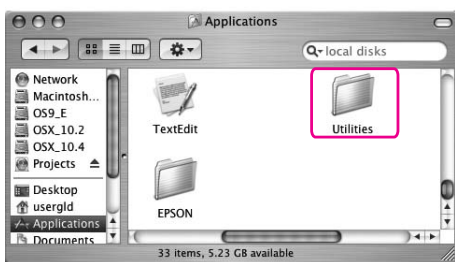 Applications
local disks
Network
Macintosh...
OS9_E
OSX_10.2
OSX_10.4
Projects
Desktop
usergld
Applications
Documents
TextEdit
Utilities
EPSON
33 items, 5.23 GB available